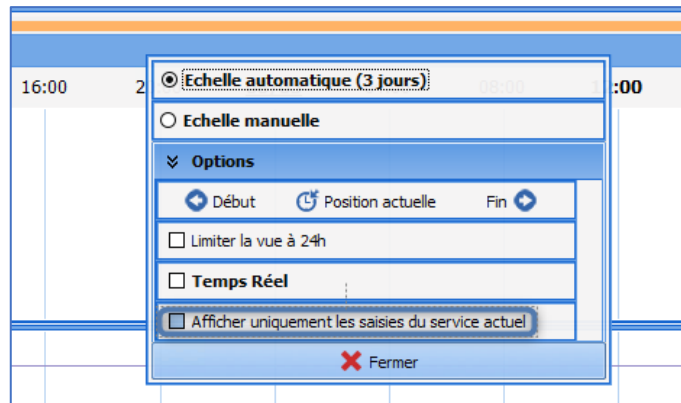 16:00 2 08:00 :00
Echelle automatique (3 jours)
Echelle manuelle
Options
Début Position actuelle Fin
Limiter la vue à 24h
Temps Réel
Afficher uniquement les saisies du service actuel
Fermer